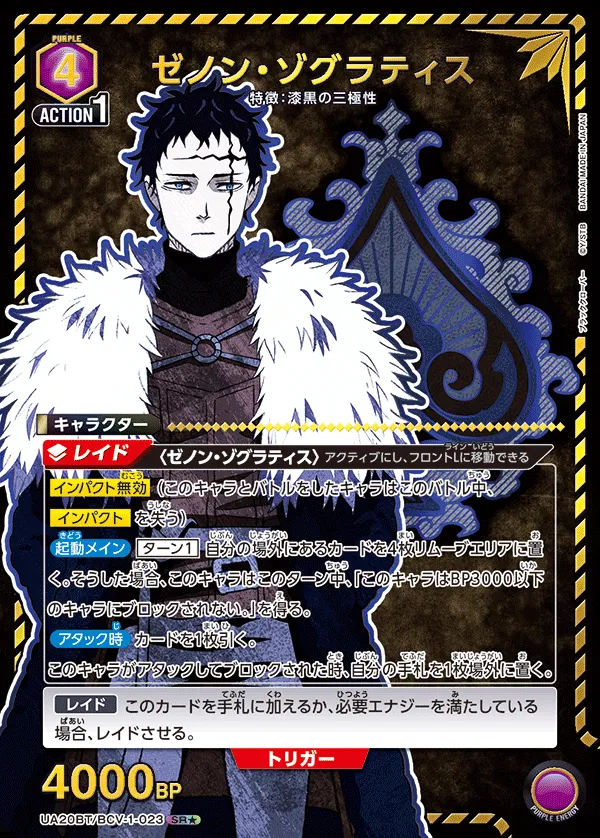 PURPLE
4
ACTION 1
ゼノン・ゾグラティス
特徴:漆黒の三極性
©Y/STB BANDAI MADE IN JAPAN
ブラッククローバー
キャラクター
レイド 〈ゼノン・ゾグラティス〉 アクティブにし、フロントLに移動できる
インパクト無効 (このキャラとバトルをしたキャラはこのバトル中、
インパクト を失う)
起動メイン ターン1 自分の場外にあるカードを4枚リムーブエリアに置
く。そうした場合、このキャラはこのターン中、「このキャラはBP3000以下
のキャラにブロックされない。」を得る。
アタック時 カードを1枚引く。
このキャラがアタックしてブロックされた時、自分の手札を1枚場外に置く。
レイド このカードを手札に加えるか、必要エナジーを満たしている
場合、レイドさせる。
トリガー
4000BP
UA20BT/BCV-1-023 SR★
PURPLE ENERGY